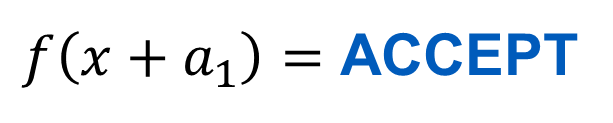 f(x + a₁) = ACCEPT